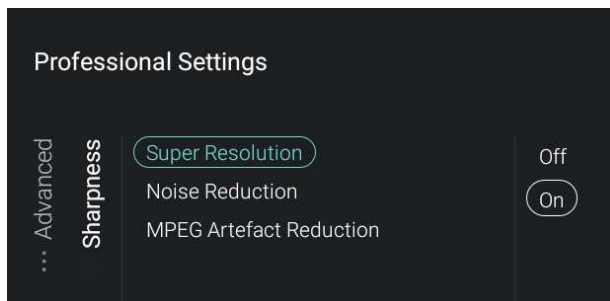 Professional Settings
... Advanced
Sharpness
Super Resolution
Noise Reduction
MPEG Artefact Reduction
Off
On